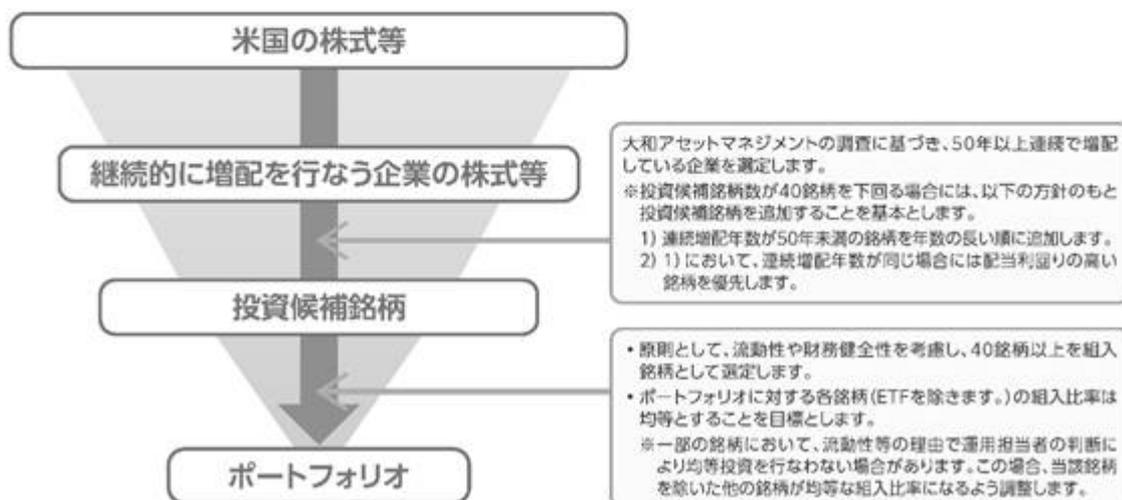 米国の株式等
継続的に増配を行なう企業の株式等
大和アセットマネジメントの調査に基づき、50年以上連続で増配
している企業を選定します。
※投資候補銘柄数が40銘柄を下回る場合には、以下の方針のもと
投資候補銘柄を追加することを基本とします。
1) 連続増配年数が50年未満の銘柄を年数の長い順に追加します。
2) 1)において、連続増配年数が同じ場合には配当利回りの高い
銘柄を優先します。
投資候補銘柄
・原則として、流動性や財務健全性を考慮し、40銘柄以上を組入
銘柄として選定します。
・ポートフォリオに対する各銘柄(ETFを除きます。)の組入比率は
均等とすることを目標とします。
※一部の銘柄において、流動性等の理由で運用担当者の判断に
より均等投資を行なわない場合があります。この場合、当該銘柄
を除いた他の銘柄が均等な組入比率になるよう調整します。
ポートフォリオ